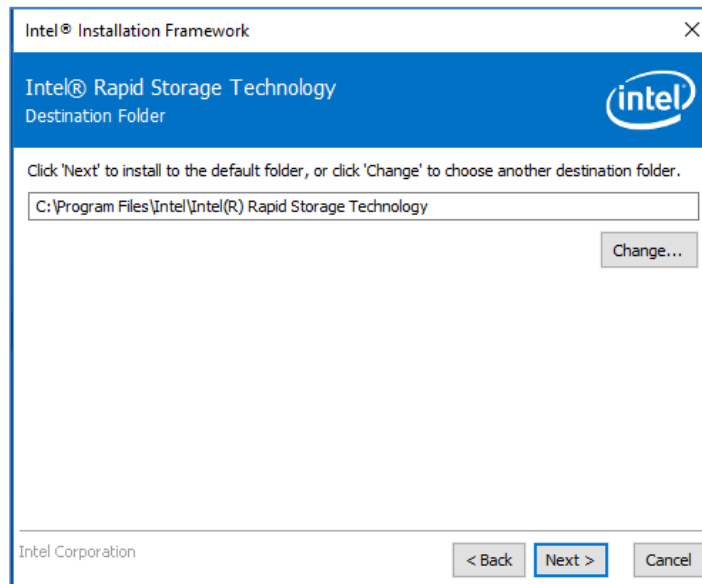 Intel® Installation Framework
Intel® Rapid Storage Technology
Destination Folder
intel
Click 'Next' to install to the default folder, or click 'Change' to choose another destination folder.
C:\Program Files\Intel\Intel(R) Rapid Storage Technology
Change...
Intel Corporation
< Back
Next >
Cancel